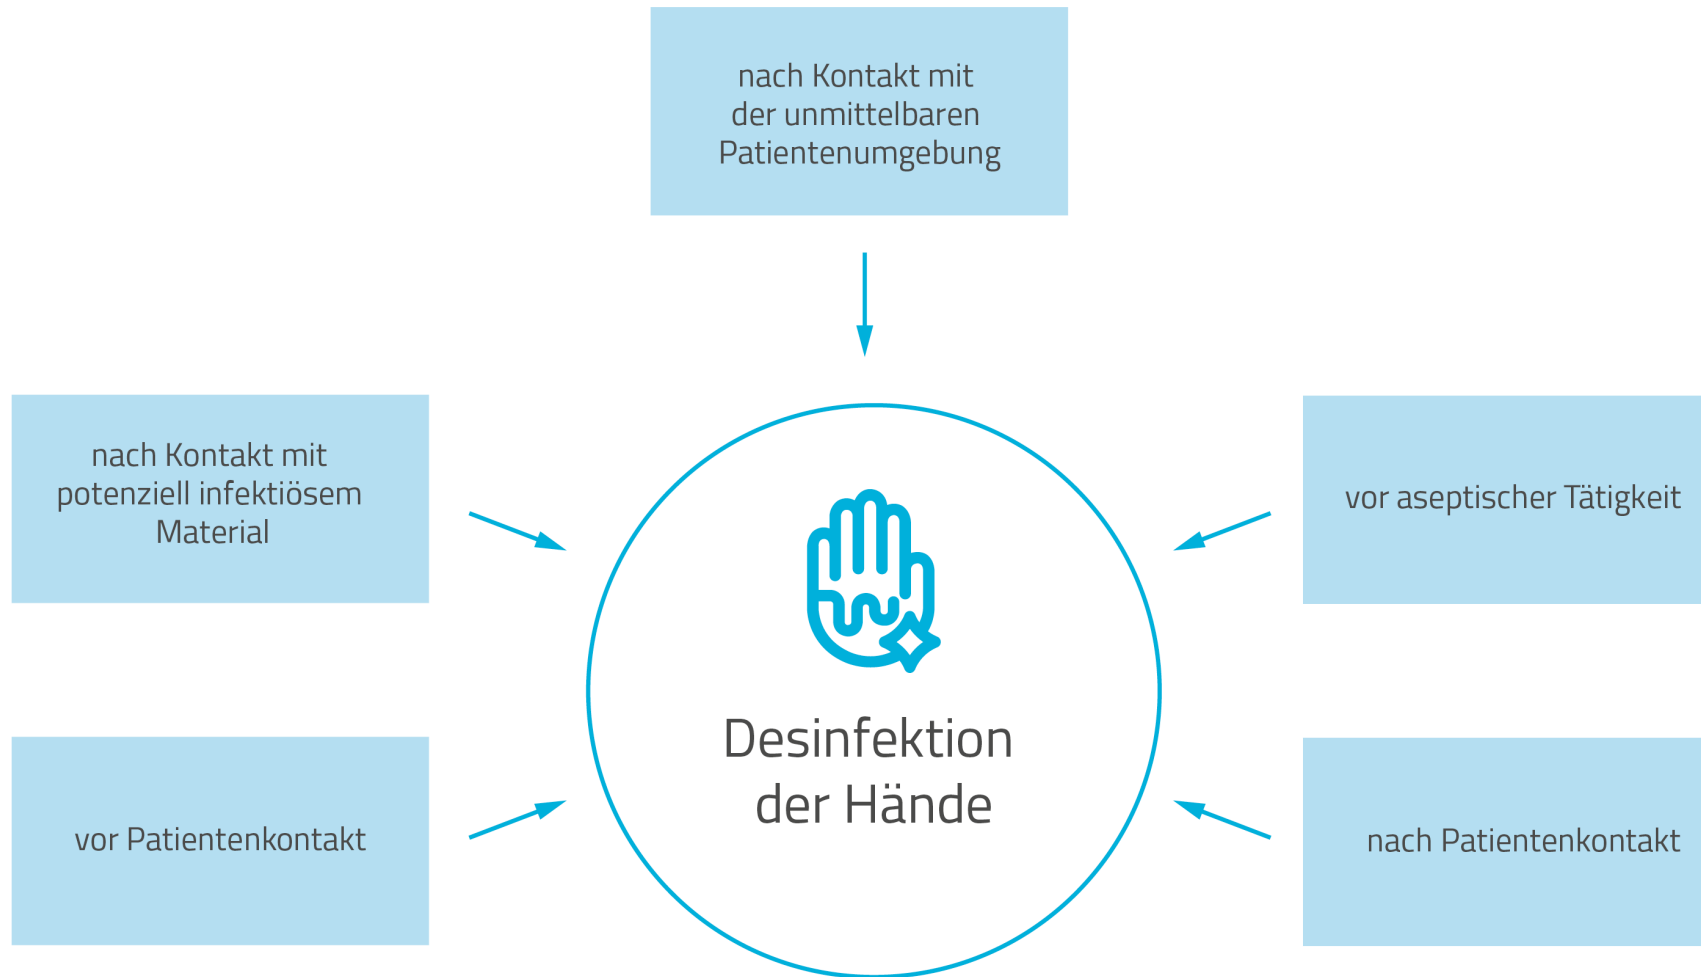 nach Kontakt mit
der unmittelbaren
Patientenumgebung
nach Kontakt mit
potenziell infektiösem
Material
vor aseptischer Tätigkeit
Desinfektion
der Hände
vor Patientenkontakt
nach Patientenkontakt